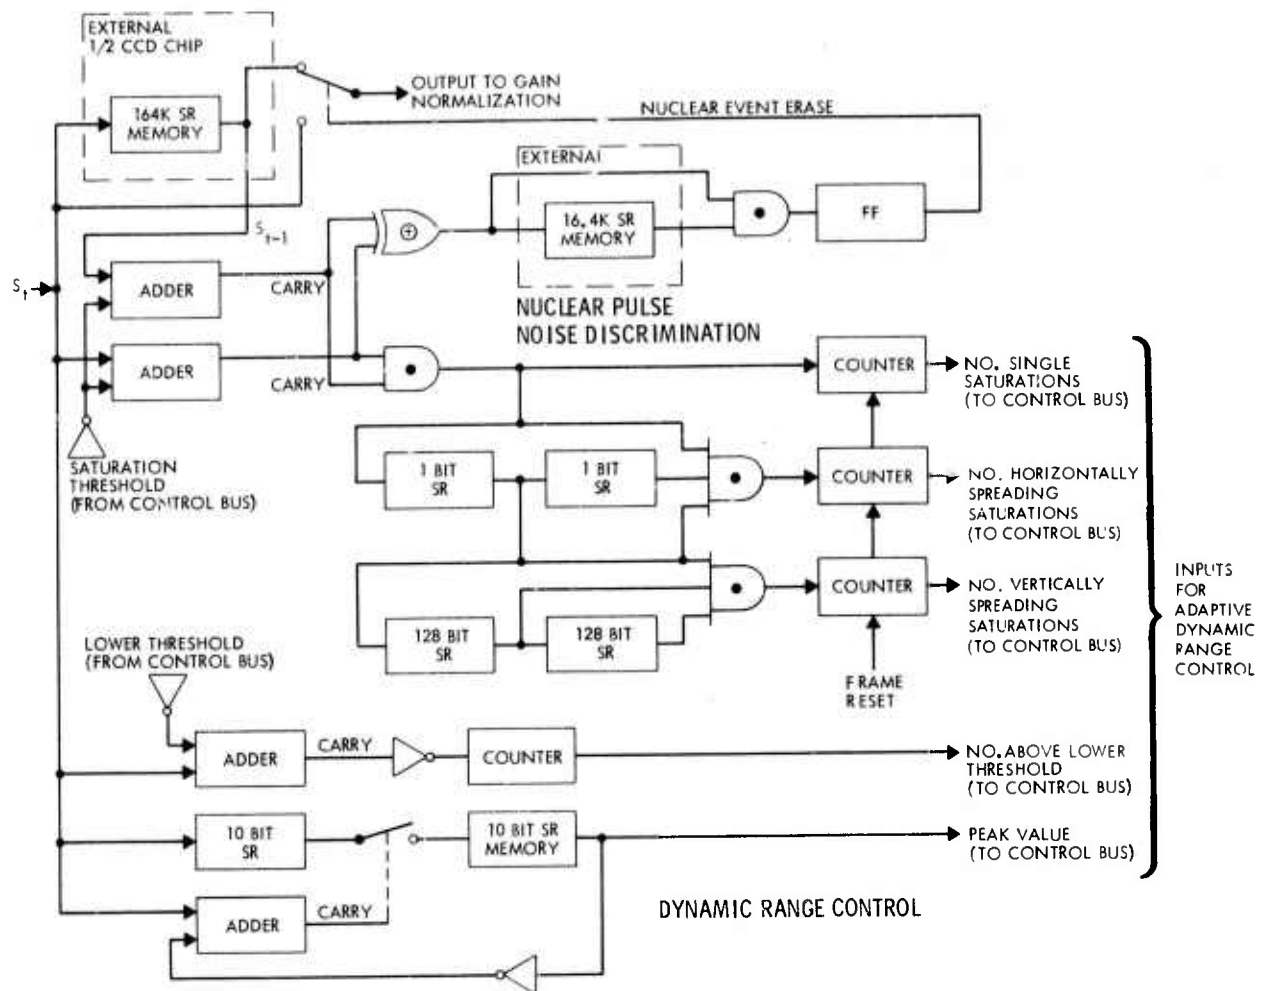 EXTERNAL
1/2 CCD CHIP
164K SR
MEMORY
OUTPUT TO GAIN
NORMALIZATION
NUCLEAR EVENT ERASE
EXTERNAL
16.4K SR
MEMORY
FF
S t-1
S t
ADDER
CARRY
NUCLEAR PULSE
NOISE DISCRIMINATION
ADDER
CARRY
COUNTER
NO. SINGLE
SATURATIONS
(TO CONTROL BUS)
SATURATION
THRESHOLD
(FROM CONTROL BUS)
1 BIT
SR
1 BIT
SR
COUNTER
NO. HORIZONTALLY
SPREADING
SATURATIONS
(TO CONTROL BUS)
COUNTER
NO. VERTICALLY
SPREADING
SATURATIONS
(TO CONTROL BUS)
INPUTS
FOR
ADAPTIVE
DYNAMIC
RANGE
CONTROL
128 BIT
SR
128 BIT
SR
FRAME
RESET
LOWER THRESHOLD
(FROM CONTROL BUS)
ADDER
CARRY
COUNTER
NO. ABOVE LOWER
THRESHOLD
(TO CONTROL BUS)
10 BIT
SR
10 BIT SR
MEMORY
PEAK VALUE
(TO CONTROL BUS)
ADDER
CARRY
DYNAMIC RANGE CONTROL